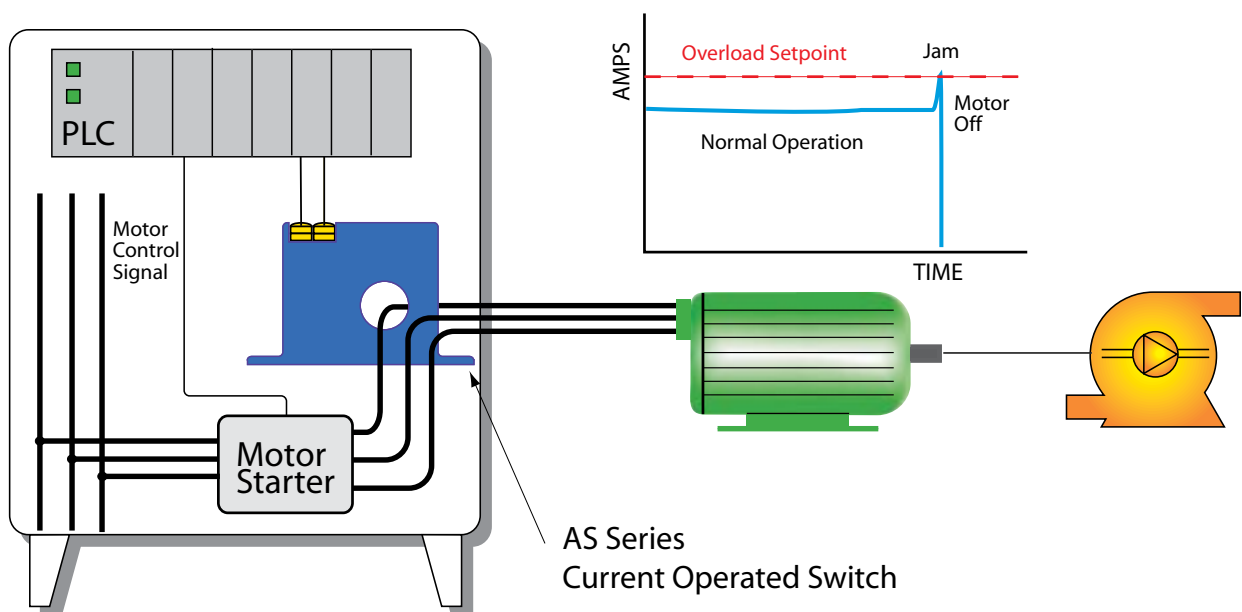 PLC
Motor
Control
Signal
Motor
Starter
AS Series
Current Operated Switch
AMPS
Overload Setpoint
Jam
Motor
Off
Normal Operation
TIME